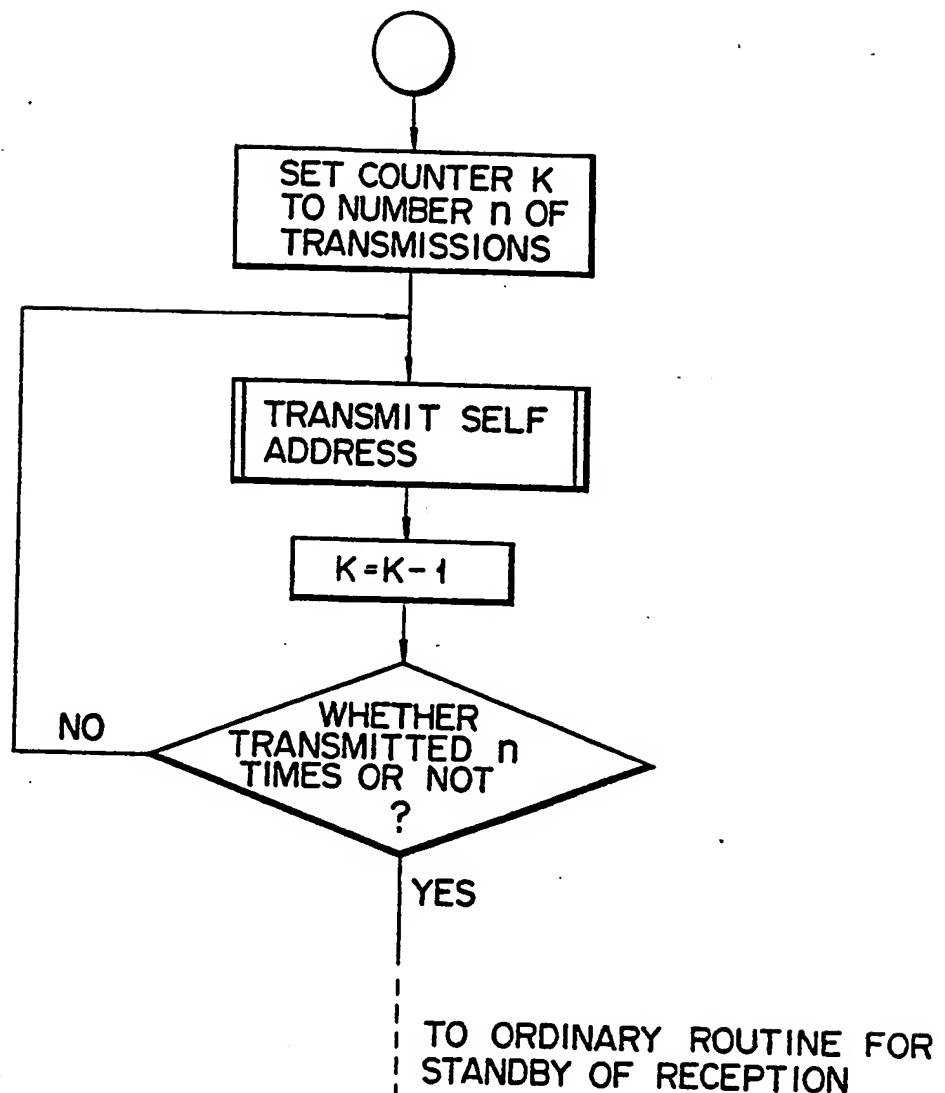 SET COUNTER K
TO NUMBER n OF
TRANSMISSIONS
TRANSMIT SELF
ADDRESS
K=K-1
WHETHER
TRANSMITTED n
TIMES OR NOT
?
NO
YES
TO ORDINARY ROUTINE FOR
STANDBY OF RECEPTION